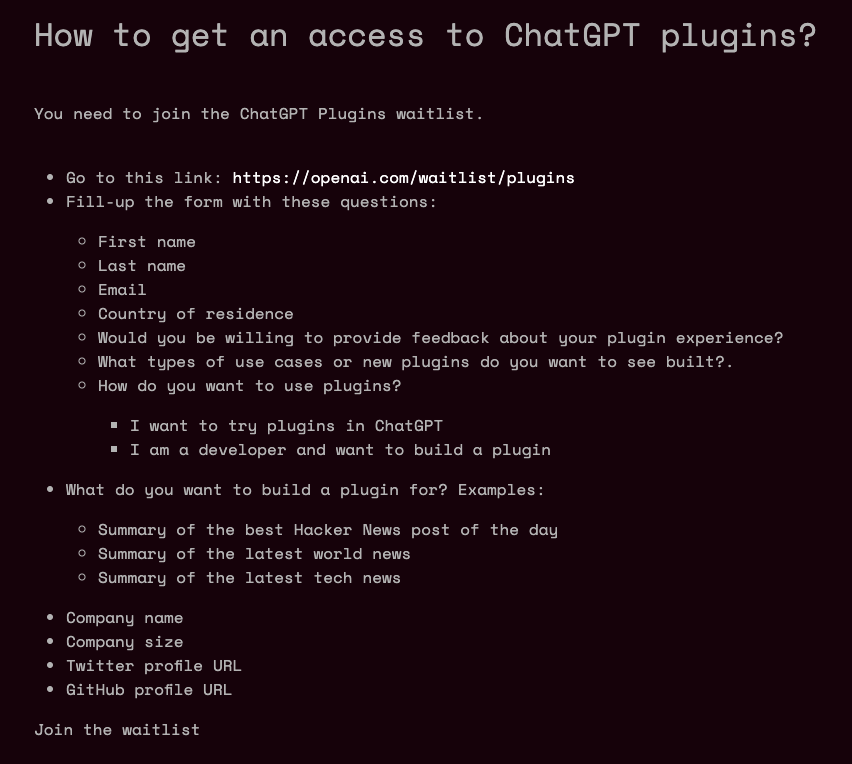 How to get an access to ChatGPT plugins?
You need to join the ChatGPT Plugins waitlist.
Go to this link: https://openai.com/waitlist/plugins
Fill-up the form with these questions:
First name
Last name
Email
Country of residence
Would you be willing to provide feedback about your plugin experience?
What types of use cases or new plugins do you want to see built?.
How do you want to use plugins?
I want to try plugins in ChatGPT
I am a developer and want to build a plugin
What do you want to build a plugin for? Examples:
Summary of the best Hacker News post of the day
Summary of the latest world news
Summary of the latest tech news
Company name
Company size
Twitter profile URL
GitHub profile URL
Join the waitlist